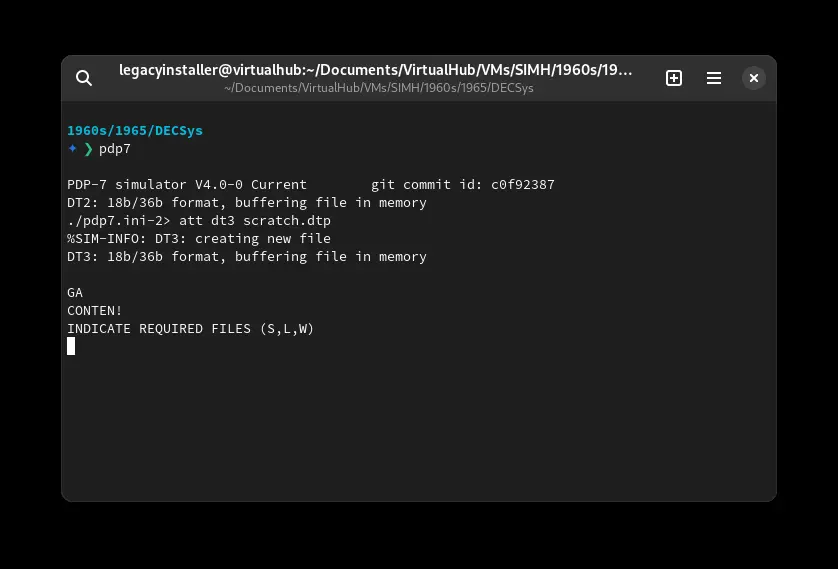 legacyinstaller@virtualhub:~/Documents/VirtualHub/VMs/SIMH/1960s/19…
~/Documents/VirtualHub/VMs/SIMH/1960s/1965/DECSys
1960s/1965/DECSys
✦ ❯ pdp7
PDP-7 simulator V4.0-0 Current        git commit id: c0f92387
DT2: 18b/36b format, buffering file in memory
./pdp7.ini-2> att dt3 scratch.dtp
%SIM-INFO: DT3: creating new file
DT3: 18b/36b format, buffering file in memory
GA
CONTEN!
INDICATE REQUIRED FILES (S,L,W)